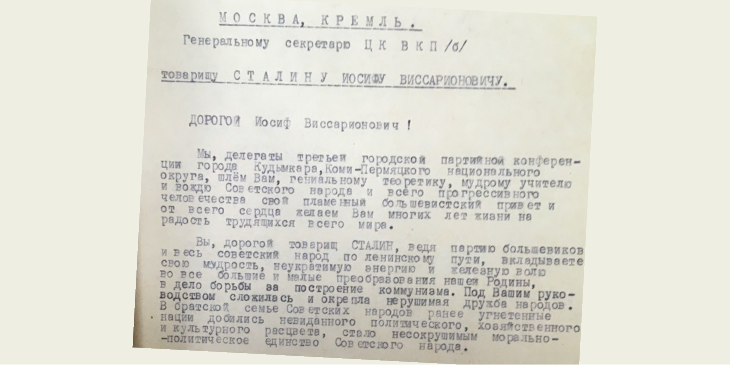 МОСКВА, КРЕМЛЬ.
Генеральному секретарю ЦК ВКП/б/
товарищу СТАЛИНУ ИОСИФУ ВИССАРИОНОВИЧУ.
ДОРОГОЙ Иосиф Виссарионович!
Мы, делегаты третьей городской партийной конферен-
ции города Кудымкара,Коми-Пермяцкого национального
округа, шлём Вам, гениальному теоретику, мудрому учителю
и вождю Советского народа и всего прогрессивного
человечества свой пламенный большевистский привет и
от всего сердца желаем Вам многих лет жизни на
радость трудящихся всего мира.
Вы, дорогой товарищ СТАЛИН, ведя партию большевиков
и весь советский народ по ленинскому пути, вкладываете
свою мудрость, неукратимую энергию и железную волю
во все большие и малые преобразования нашей Родины,
в дело борьбы за построение коммунизма. Под Вашим руко-
водством сложилась и окрепла нерушимая дружба народов.
В братской семье Советских народов ранее угнетенные
нации добились невиданного политического, хозяйственного
и культурного расцвета, стало несокрушимым морально-
-политическое единство Советского народа.